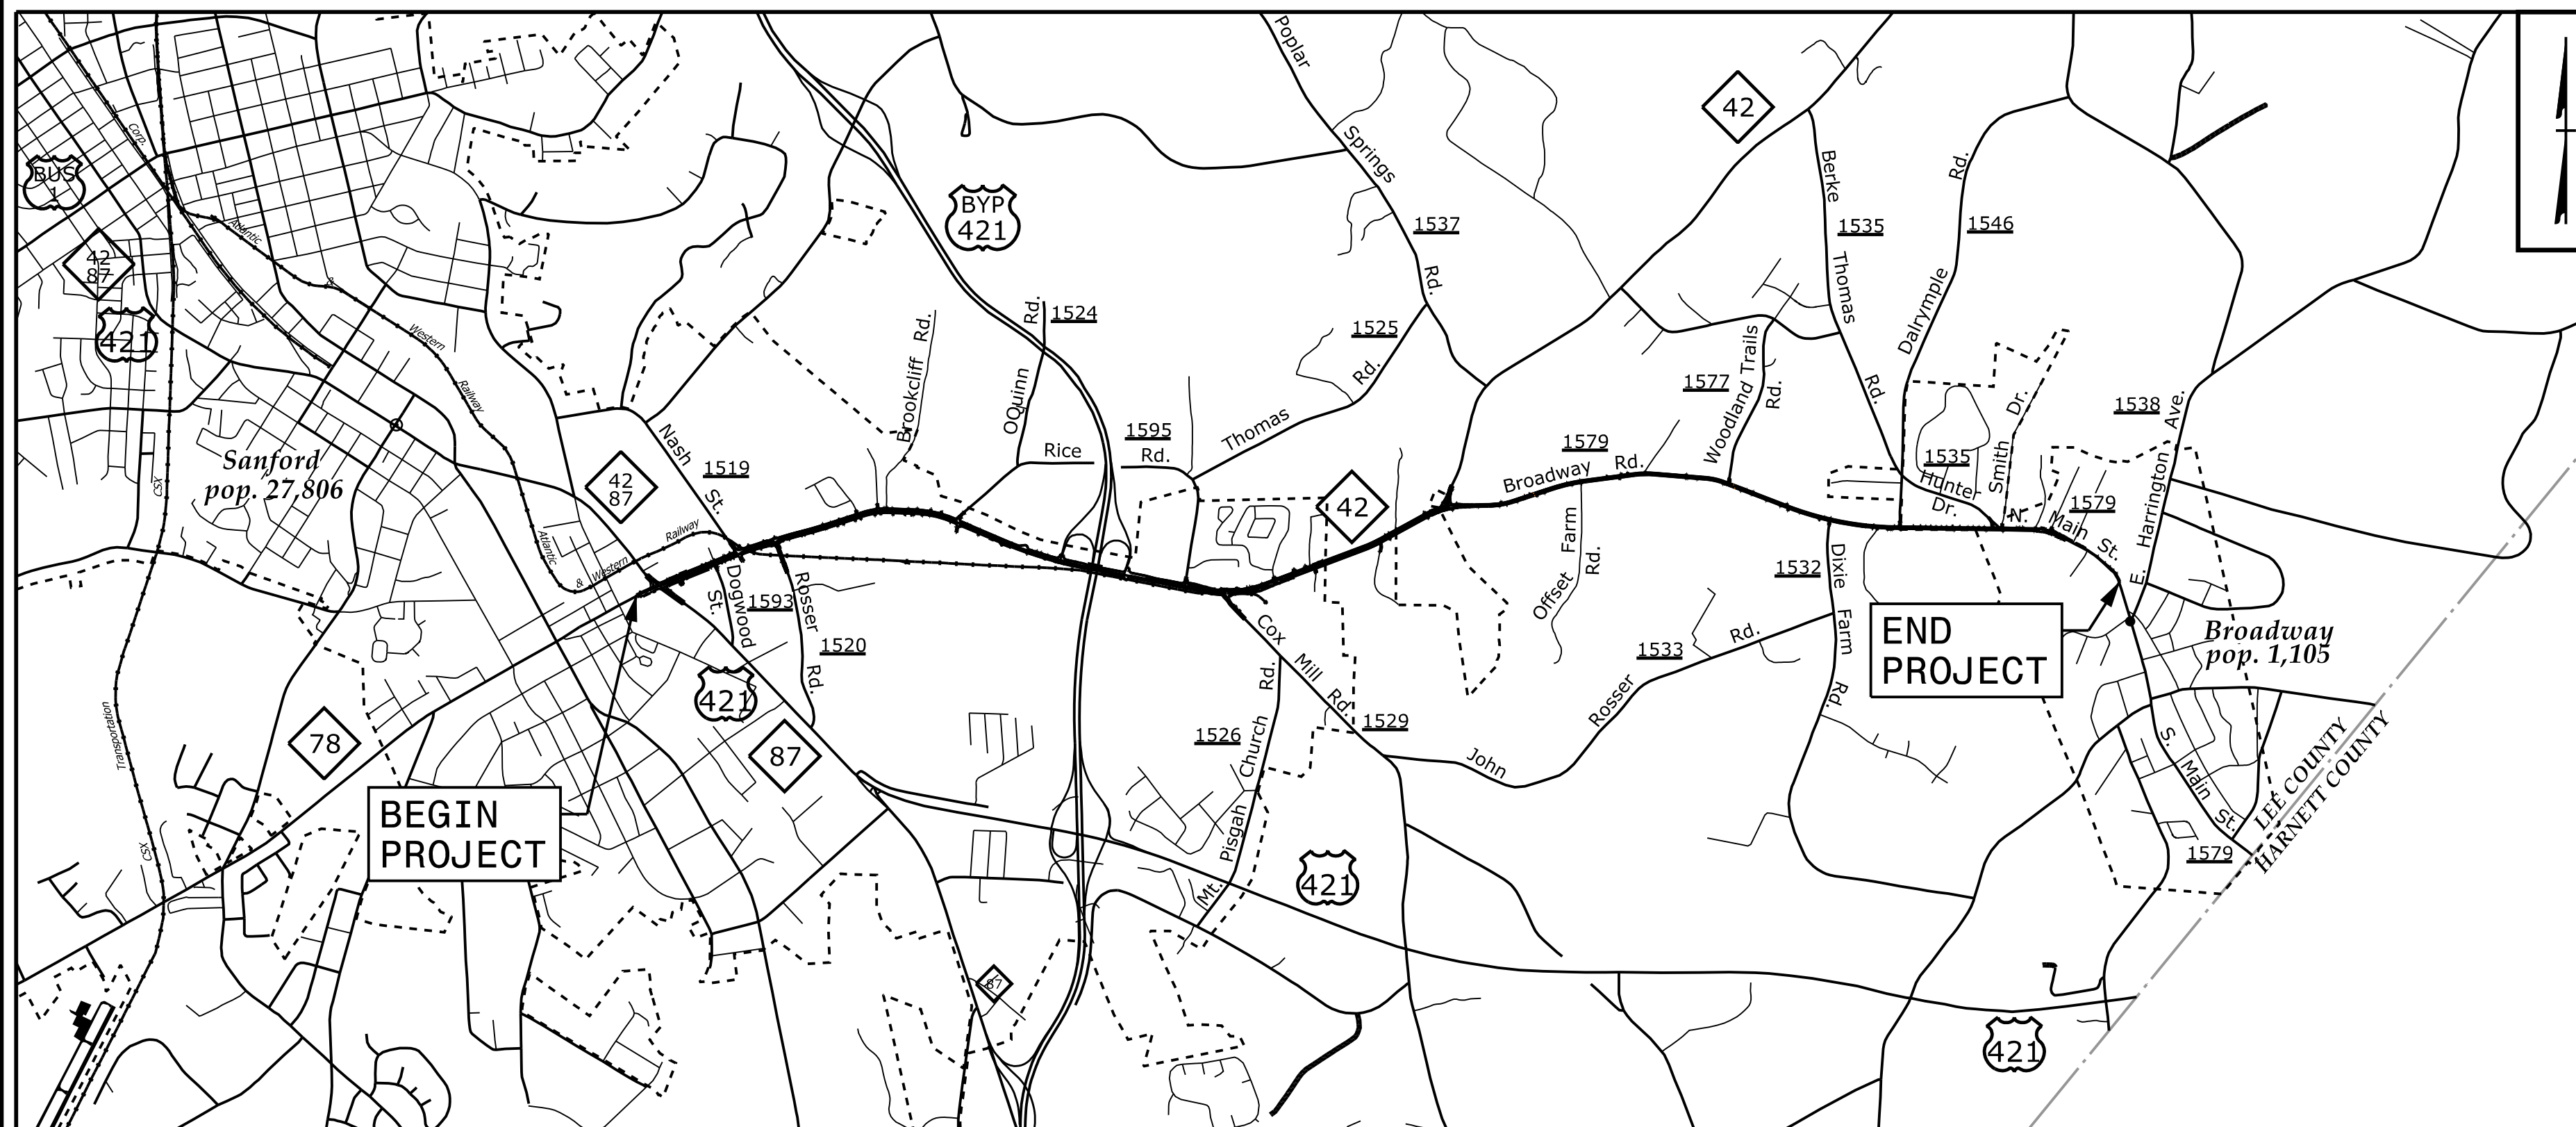 Poplar
Springs
Rd.
1537
42
Berke
Thomas
Rd.
1535
Rd.
Dalrymple
1546
Corp.
BUS
1
42
87
421
Atlantic
&
Western
Railway
BYP
421
Rd.
OQuinn
1524
Brookcliff Rd.
1525
Thomas Rd.
1595
Rice Rd.
Nash
St.
1519
42
87
Sanford
pop. 27,806
CSX
Atlantic
& Western Railway
Dogwood
St.
1593
Rosser
Rd.
1520
42
Broadway Rd.
1579
1577
Woodland Trails
Rd.
Offset Farm
Rd.
1532
Dixie
Farm
Rd.
1535
Hunter
Dr.
Smith Dr.
N. Main St.
1579
1538
E. Harrington Ave.
END
PROJECT
Broadway
pop. 1,105
Cox
Mill
Rd.
1529
1526
Mt. Pisgah Church Rd.
John Rosser Rd.
1533
421
87
78
Transportation
CSX
BEGIN
PROJECT
421
87
421
S.
Main
St.
1579
LEE COUNTY
HARNETT COUNTY